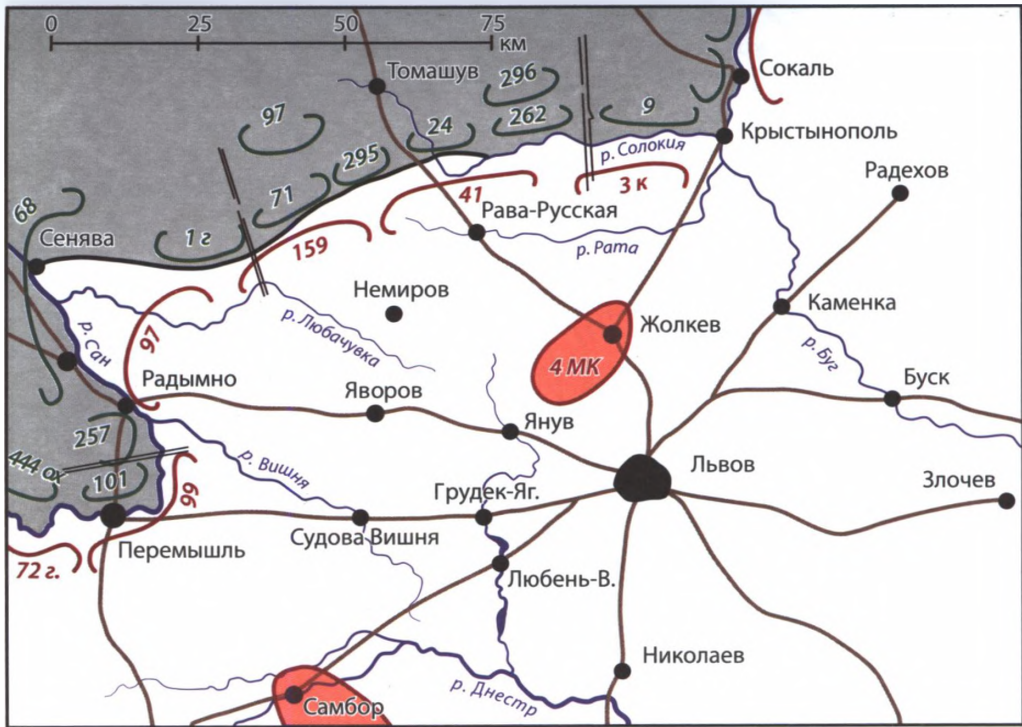 0 25 50 75
км
Томашув
296
Сокаль
97
24
262
9
Крыстынополь
295
р. Солокия
Радехов
71
41
3 к
68
Рава-Русская
Сенява
1 г
159
р. Рата
Немиров
Каменка
р. Любачувка
Жолкев
р. Сан
97
4 МК
р. Буг
Радымно
Яворов
Буск
Янув
257
Львов
444 ох
р. Вишня
101
99
Грудек-Яг.
Злочев
Перемышль
Судова Вишня
72 г.
Любень-В.
Николаев
р. Днестр
Самбор